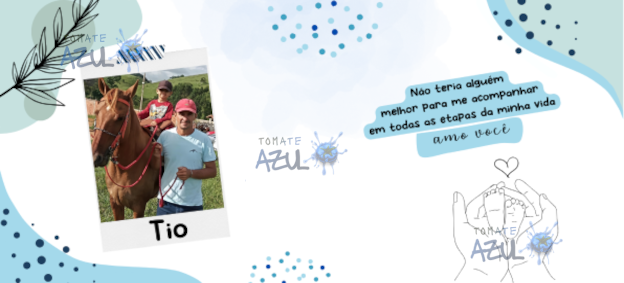 TOMATE
AZUL
Tio
TOMATE
AZUL
Não teria alguém
melhor para me acompanhar
em todas as etapas da minha vida
amo você
TOMATE
AZUL